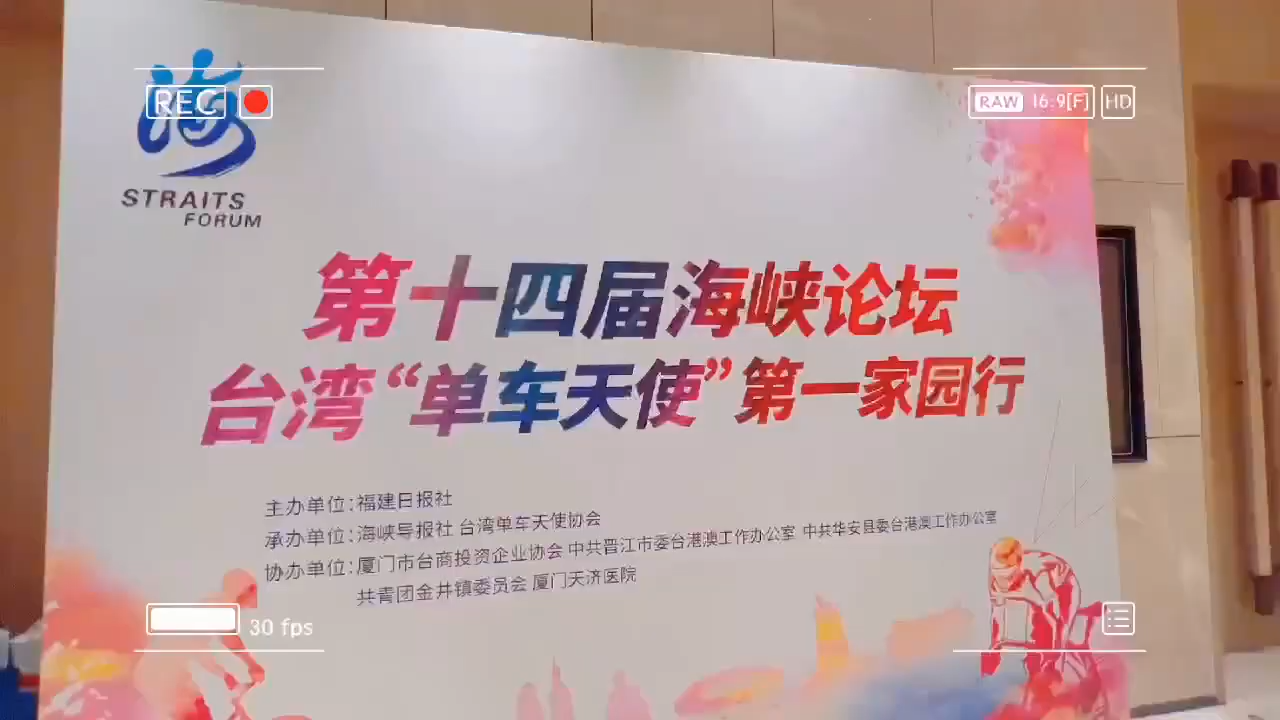 海
REC
RAW 16:9[F] HD
STRAITS
FORUM
第十四届海峡论坛
台湾“单车天使”第一家园行
主办单位:福建日报社
承办单位:海峡导报社 台湾单车天使协会
协办单位:厦门市台商投资企业协会 中共晋江市委台港澳工作办公室 中共华安县委台港澳工作办公室
共青团金井镇委员会 厦门天济医院
30 fps